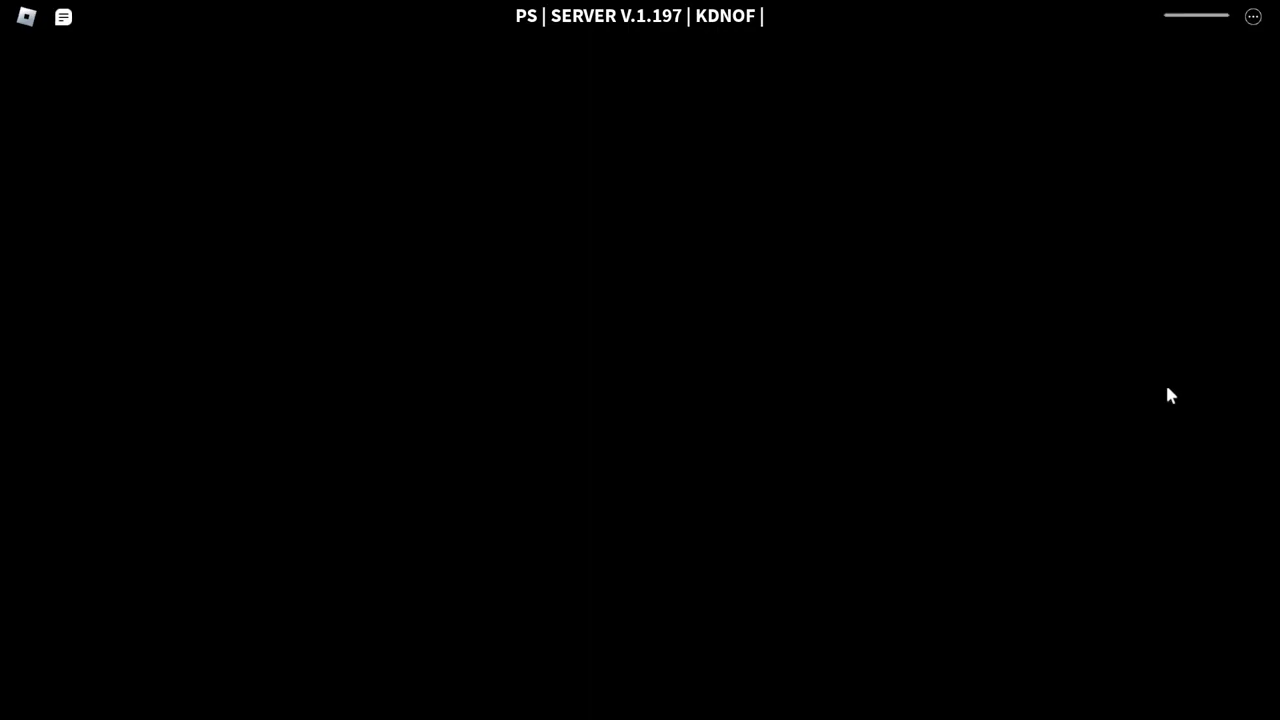 PS | SERVER V.1.197 | KDNOF |